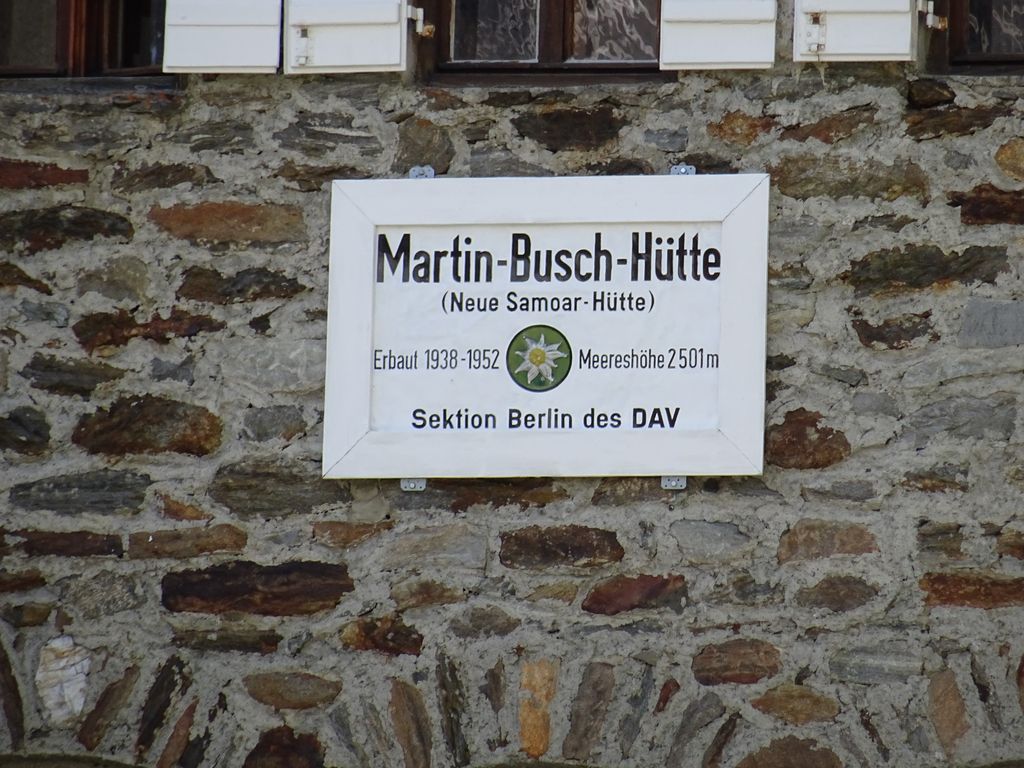 Martin-Busch-Hütte
(Neue Samoar-Hütte)
Erbaut 1938-1952 Meereshöhe 2501m
Sektion Berlin des DAV